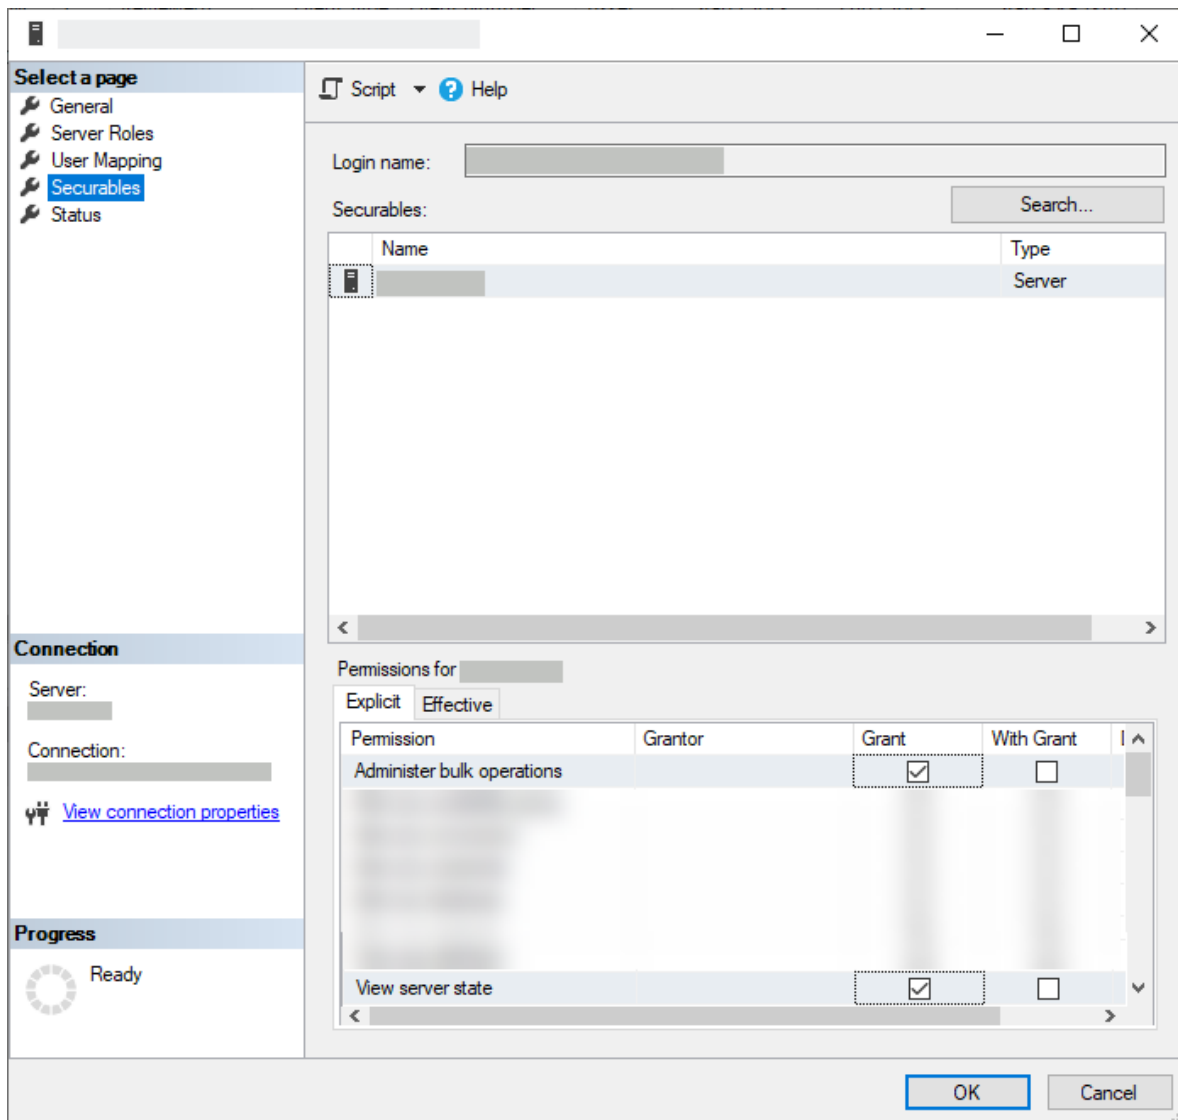 Select a page
General
Server Roles
User Mapping
Securables
Status
Connection
Server:
Connection:
View connection properties
Progress
Ready
Script
Help
Login name:
Securables:
Search...
Name Type
Server
Permissions for
Explicit Effective
Permission Grantor Grant With Grant
Administer bulk operations
View server state
OK Cancel